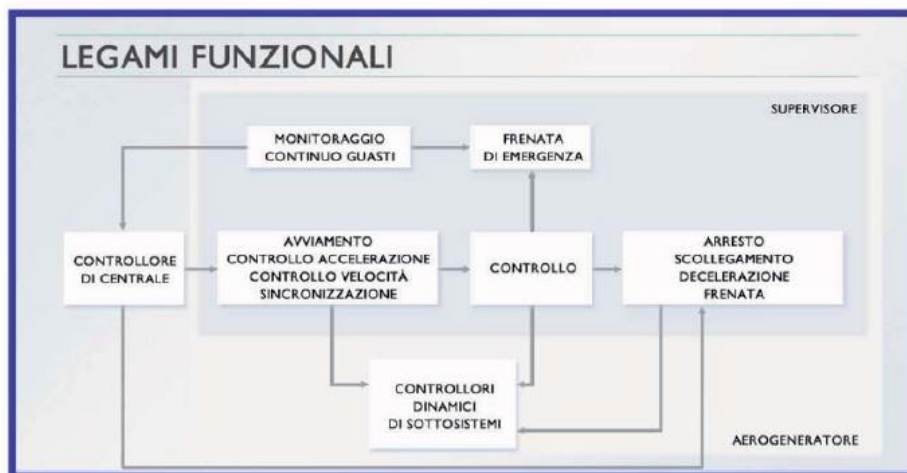 LEGAMI FUNZIONALI
SUPERVISORE
MONITORAGGIO
CONTINUO GUASTI
FRENATA
DI EMERGENZA
CONTROLLORE
DI CENTRALE
AVVIAMENTO
CONTROLLO ACCELERAZIONE
CONTROLLO VELOCITÀ
SINCRONIZZAZIONE
CONTROLLO
ARRESTO
SCOLLEGAMENTO
DECELERAZIONE
FRENATA
CONTROLLORI
DINAMICI
DI SOTTOSISTEMI
AEROGENERATORE